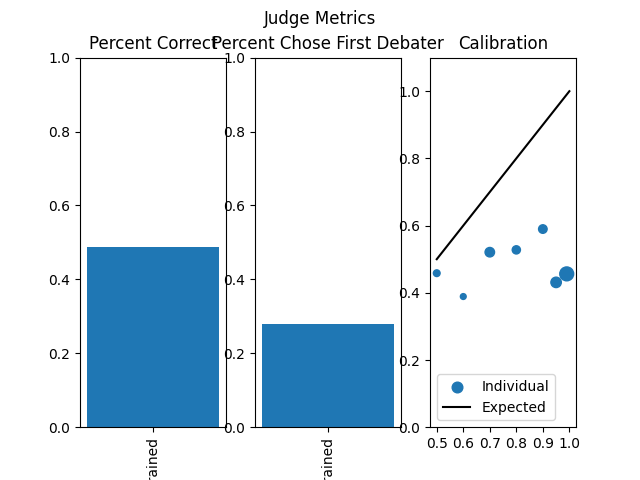 Judge Metrics
Percent Correct
Percent Chose First Debater
Calibration
1.0
0.8
0.6
0.4
0.2
0.0
rained
1.0
0.8
0.6
0.4
0.2
0.0
rained
1.0
0.8
0.6
0.4
0.2
0.0
Individual
Expected
0.5 0.6 0.7 0.8 0.9 1.0